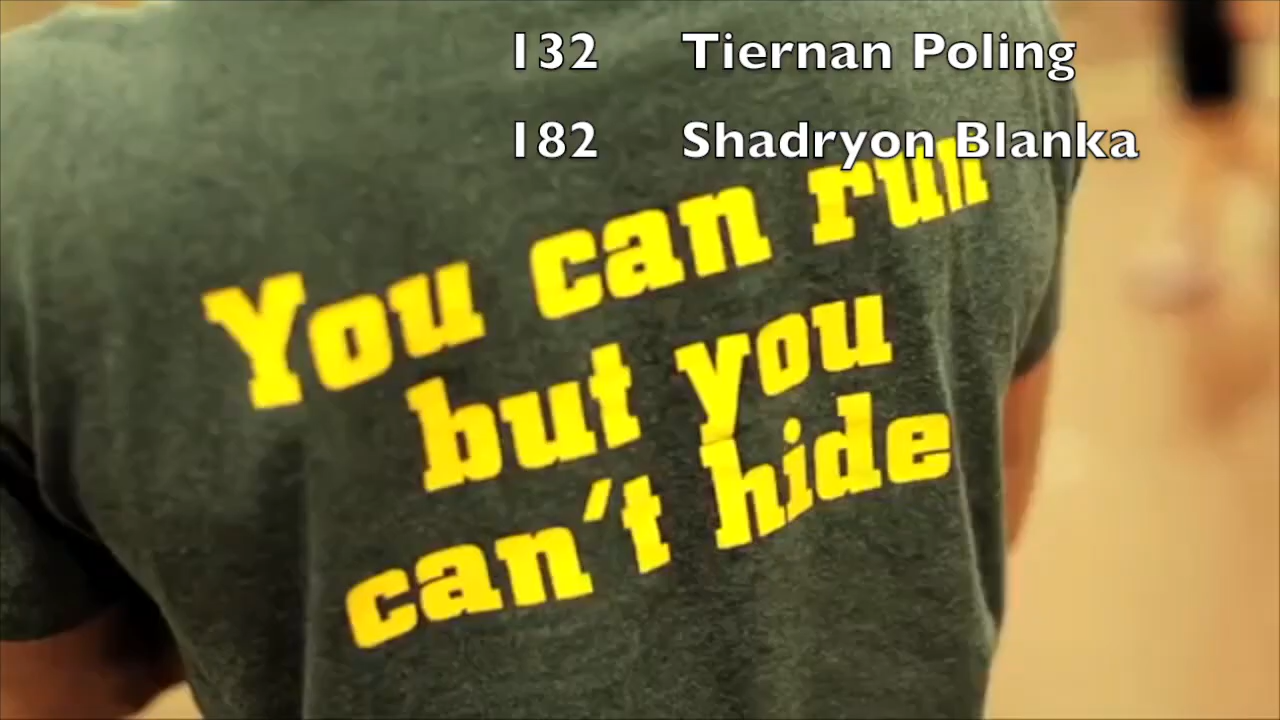 132 Tiernan Poling
182 Shadryon Blanka
You can run
but you
can't hide